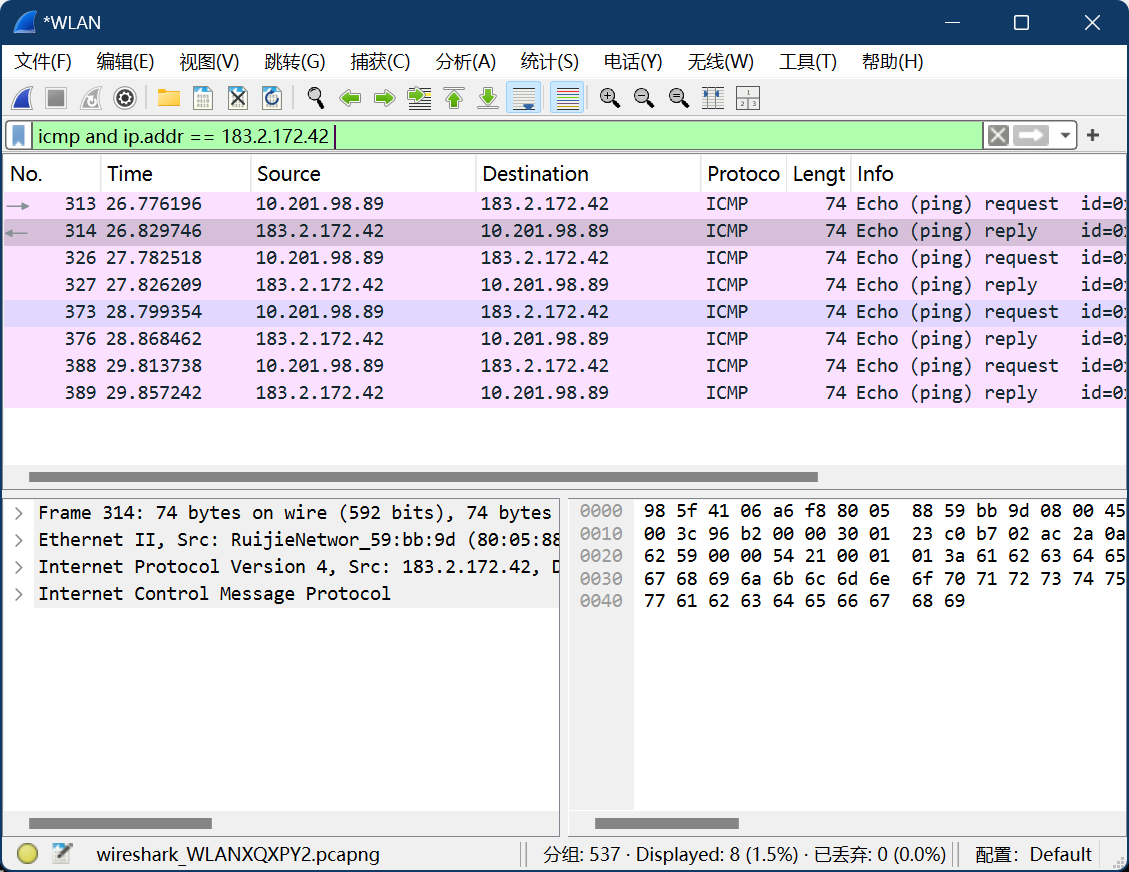 *WLAN
文件(F) 编辑(E) 视图(V) 跳转(G) 捕获(C) 分析(A) 统计(S) 电话(Y) 无线(W) 工具(T) 帮助(H)
icmp and ip.addr == 183.2.172.42
No. Time Source Destination Protoco Lengt Info
313 26.776196 10.201.98.89 183.2.172.42 ICMP 74 Echo (ping) request id=0
314 26.829746 183.2.172.42 10.201.98.89 ICMP 74 Echo (ping) reply id=0
326 27.782518 10.201.98.89 183.2.172.42 ICMP 74 Echo (ping) request id=0
327 27.826209 183.2.172.42 10.201.98.89 ICMP 74 Echo (ping) reply id=0
373 28.799354 10.201.98.89 183.2.172.42 ICMP 74 Echo (ping) request id=0
376 28.868462 183.2.172.42 10.201.98.89 ICMP 74 Echo (ping) reply id=0
388 29.813738 10.201.98.89 183.2.172.42 ICMP 74 Echo (ping) request id=0
389 29.857242 183.2.172.42 10.201.98.89 ICMP 74 Echo (ping) reply id=0
Frame 314: 74 bytes on wire (592 bits), 74 bytes
Ethernet II, Src: RuijieNetwor_59:bb:9d (80:05:88
Internet Protocol Version 4, Src: 183.2.172.42, D
Internet Control Message Protocol
0000 98 5f 41 06 a6 f8 80 05 88 59 bb 9d 08 00 45
0010 00 3c 96 b2 00 00 30 01 23 c0 b7 02 ac 2a 0a
0020 62 59 00 00 54 21 00 01 01 3a 61 62 63 64 65
0030 67 68 69 6a 6b 6c 6d 6e 6f 70 71 72 73 74 75
0040 77 61 62 63 64 65 66 67 68 69
wireshark_WLANXQXPY2.pcapng 分组: 537 · Displayed: 8 (1.5%) · 已丢弃: 0 (0.0%) 配置: Default